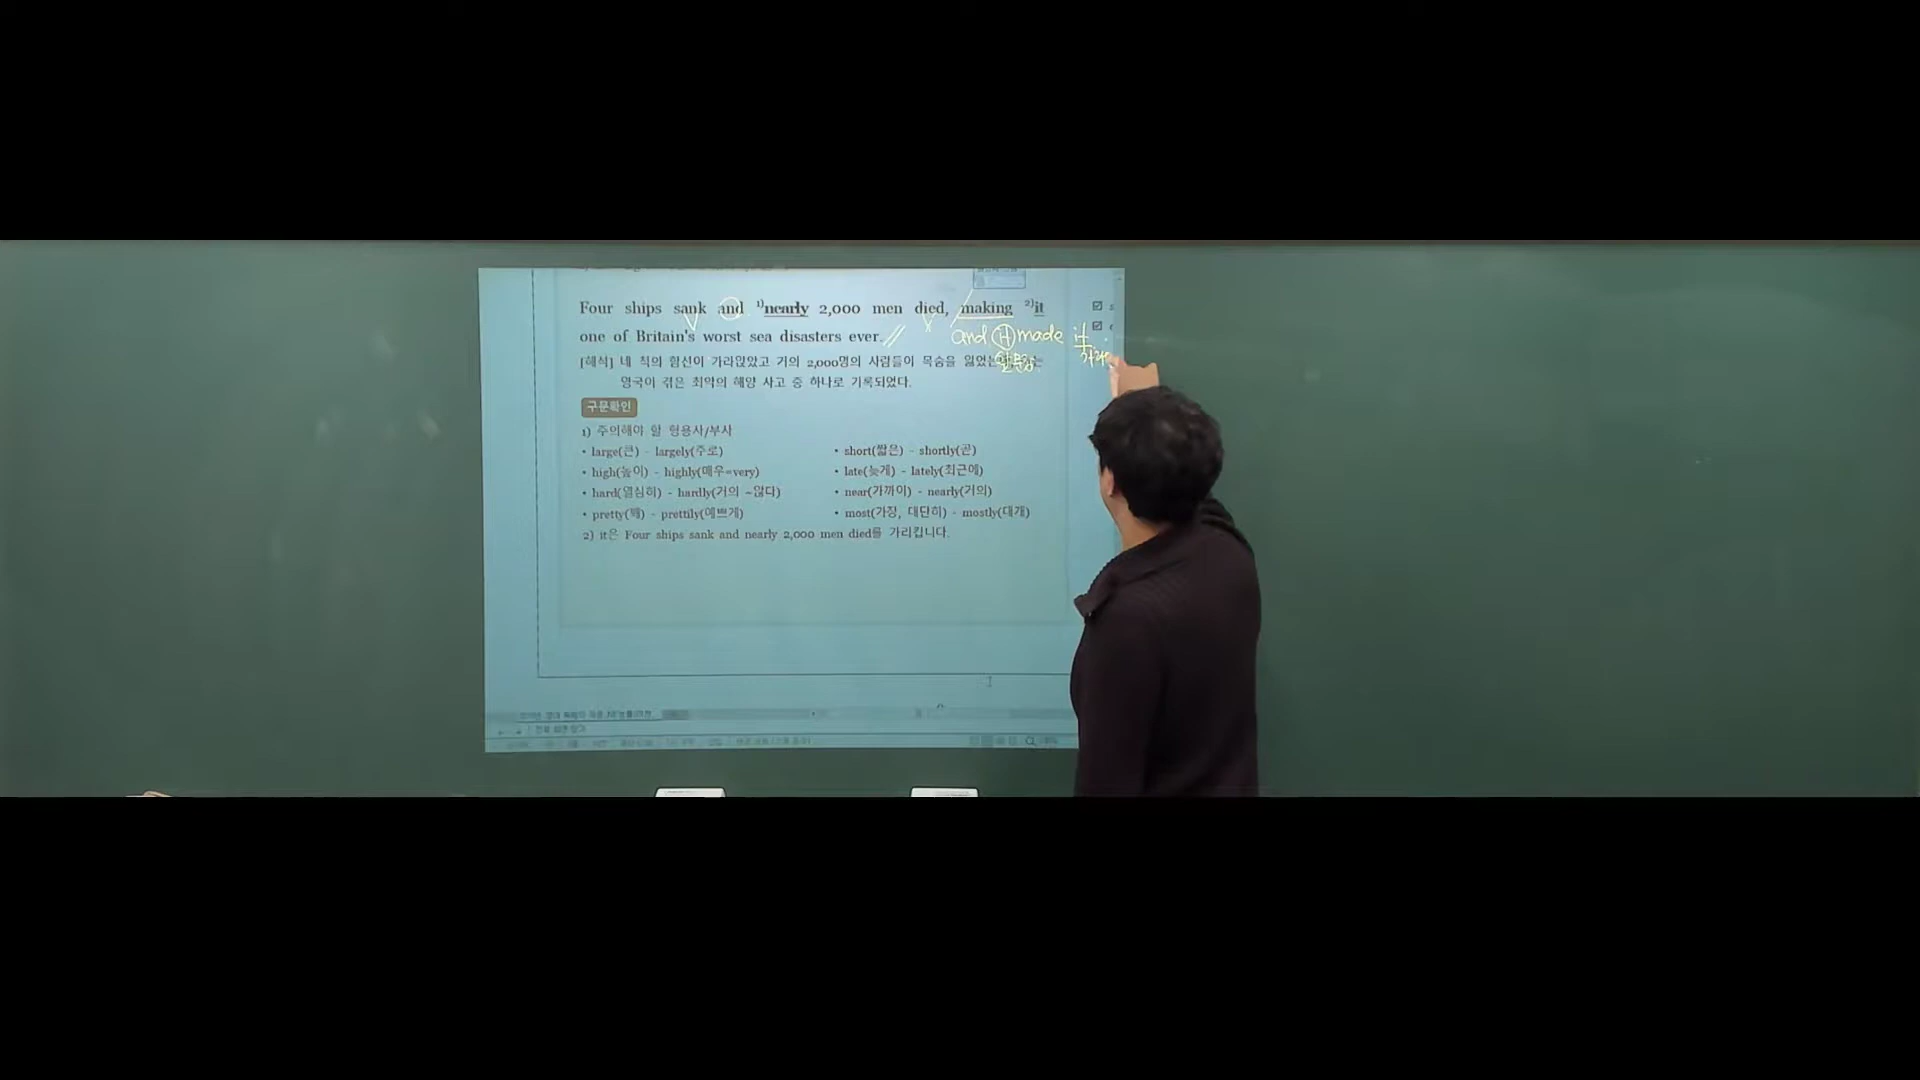 Four ships sank and 1)nearly 2,000 men died, making 2)it
and it made it
one of Britain's worst sea disasters ever.
앞문장
[해석] 네 척의 함선이 가라앉았고 거의 2,000명의 사람들이 목숨을 잃었는
영국이 겪은 최악의 해양 사고 중 하나로 기록되었다.
구문확인
1) 주의해야 할 형용사/부사
• large(큰) - largely(주로)
• short(짧은) - shortly(곧)
• high(높이) - highly(매우=very)
• late(늦게) - lately(최근에)
• hard(열심히) - hardly(거의 ~않다)
• near(가까이) - nearly(거의)
• pretty(꽤) - prettily(예쁘게)
• most(가장, 대단히) - mostly(대개)
2) it은 Four ships sank and nearly 2,000 men died를 가리킵니다.